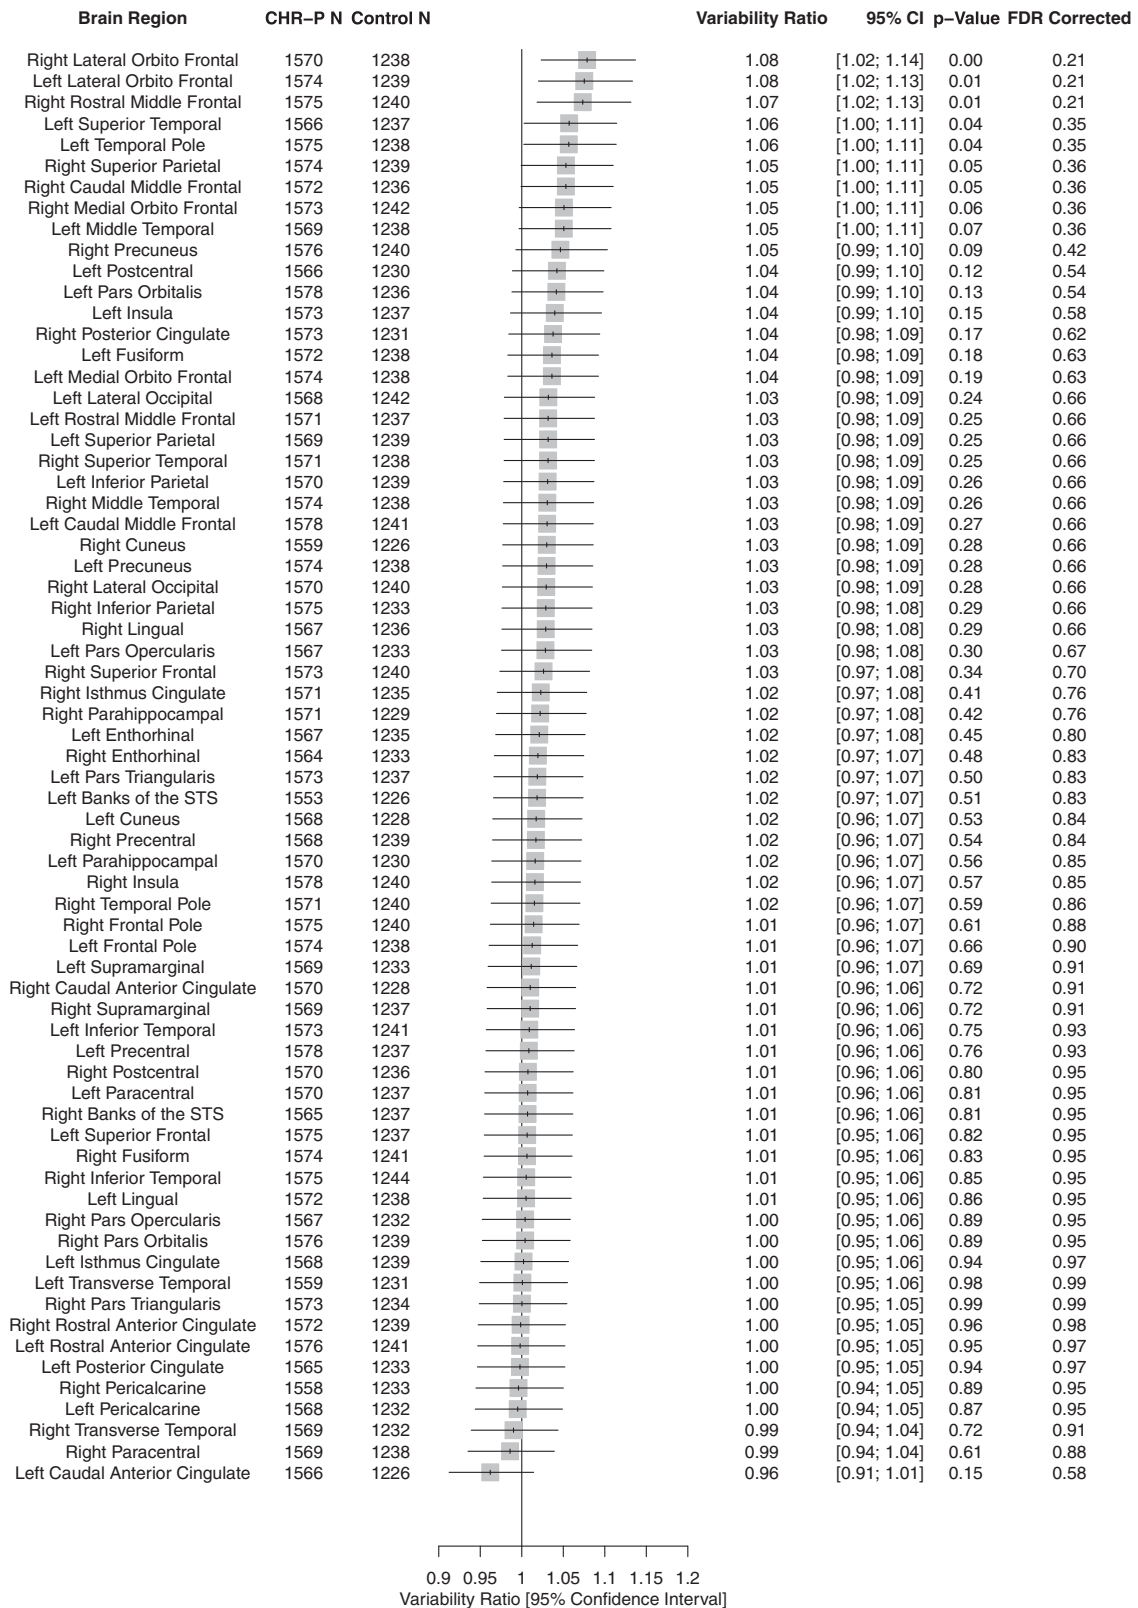 Brain Region CHR−P N Control N Variability Ratio 95% CI p−Value FDR Corrected
Right Lateral Orbito Frontal 1570 1238 1.08 [1.02; 1.14] 0.00 0.21
Left Lateral Orbito Frontal 1574 1239 1.08 [1.02; 1.13] 0.01 0.21
Right Rostral Middle Frontal 1575 1240 1.07 [1.02; 1.13] 0.01 0.21
Left Superior Temporal 1566 1237 1.06 [1.00; 1.11] 0.04 0.35
Left Temporal Pole 1575 1238 1.06 [1.00; 1.11] 0.04 0.35
Right Superior Parietal 1574 1239 1.05 [1.00; 1.11] 0.05 0.36
Right Caudal Middle Frontal 1572 1236 1.05 [1.00; 1.11] 0.05 0.36
Right Medial Orbito Frontal 1573 1242 1.05 [1.00; 1.11] 0.06 0.36
Left Middle Temporal 1569 1238 1.05 [1.00; 1.11] 0.07 0.36
Right Precuneus 1576 1240 1.05 [0.99; 1.10] 0.09 0.42
Left Postcentral 1566 1230 1.04 [0.99; 1.10] 0.12 0.54
Left Pars Orbitalis 1578 1236 1.04 [0.99; 1.10] 0.13 0.54
Left Insula 1573 1237 1.04 [0.99; 1.10] 0.15 0.58
Right Posterior Cingulate 1573 1231 1.04 [0.98; 1.09] 0.17 0.62
Left Fusiform 1572 1238 1.04 [0.98; 1.09] 0.18 0.63
Left Medial Orbito Frontal 1574 1238 1.04 [0.98; 1.09] 0.19 0.63
Left Lateral Occipital 1568 1242 1.03 [0.98; 1.09] 0.24 0.66
Left Rostral Middle Frontal 1571 1237 1.03 [0.98; 1.09] 0.25 0.66
Left Superior Parietal 1569 1239 1.03 [0.98; 1.09] 0.25 0.66
Right Superior Temporal 1571 1238 1.03 [0.98; 1.09] 0.25 0.66
Left Inferior Parietal 1570 1239 1.03 [0.98; 1.09] 0.26 0.66
Right Middle Temporal 1574 1238 1.03 [0.98; 1.09] 0.26 0.66
Left Caudal Middle Frontal 1578 1241 1.03 [0.98; 1.09] 0.27 0.66
Right Cuneus 1559 1226 1.03 [0.98; 1.09] 0.28 0.66
Left Precuneus 1574 1238 1.03 [0.98; 1.09] 0.28 0.66
Right Lateral Occipital 1570 1240 1.03 [0.98; 1.09] 0.28 0.66
Right Inferior Parietal 1575 1233 1.03 [0.98; 1.08] 0.29 0.66
Right Lingual 1567 1236 1.03 [0.98; 1.08] 0.29 0.66
Left Pars Opercularis 1567 1233 1.03 [0.98; 1.08] 0.30 0.67
Right Superior Frontal 1573 1240 1.03 [0.97; 1.08] 0.34 0.70
Right Isthmus Cingulate 1571 1235 1.02 [0.97; 1.08] 0.41 0.76
Right Parahippocampal 1571 1229 1.02 [0.97; 1.08] 0.42 0.76
Left Enthorhinal 1567 1235 1.02 [0.97; 1.08] 0.45 0.80
Right Enthorhinal 1564 1233 1.02 [0.97; 1.07] 0.48 0.83
Left Pars Triangularis 1573 1237 1.02 [0.97; 1.07] 0.50 0.83
Left Banks of the STS 1553 1226 1.02 [0.97; 1.07] 0.51 0.83
Left Cuneus 1568 1228 1.02 [0.96; 1.07] 0.53 0.84
Right Precentral 1568 1239 1.02 [0.96; 1.07] 0.54 0.84
Left Parahippocampal 1570 1230 1.02 [0.96; 1.07] 0.56 0.85
Right Insula 1578 1240 1.02 [0.96; 1.07] 0.57 0.85
Right Temporal Pole 1571 1240 1.02 [0.96; 1.07] 0.59 0.86
Right Frontal Pole 1575 1240 1.01 [0.96; 1.07] 0.61 0.88
Left Frontal Pole 1574 1238 1.01 [0.96; 1.07] 0.66 0.90
Left Supramarginal 1569 1233 1.01 [0.96; 1.07] 0.69 0.91
Right Caudal Anterior Cingulate 1570 1228 1.01 [0.96; 1.06] 0.72 0.91
Right Supramarginal 1569 1237 1.01 [0.96; 1.06] 0.72 0.91
Left Inferior Temporal 1573 1241 1.01 [0.96; 1.06] 0.75 0.93
Left Precentral 1578 1237 1.01 [0.96; 1.06] 0.76 0.93
Right Postcentral 1570 1236 1.01 [0.96; 1.06] 0.80 0.95
Left Paracentral 1570 1237 1.01 [0.96; 1.06] 0.81 0.95
Right Banks of the STS 1565 1237 1.01 [0.96; 1.06] 0.81 0.95
Left Superior Frontal 1575 1237 1.01 [0.95; 1.06] 0.82 0.95
Right Fusiform 1574 1241 1.01 [0.95; 1.06] 0.83 0.95
Right Inferior Temporal 1575 1244 1.01 [0.95; 1.06] 0.85 0.95
Left Lingual 1572 1238 1.01 [0.95; 1.06] 0.86 0.95
Right Pars Opercularis 1567 1232 1.00 [0.95; 1.06] 0.89 0.95
Right Pars Orbitalis 1576 1239 1.00 [0.95; 1.06] 0.89 0.95
Left Isthmus Cingulate 1568 1239 1.00 [0.95; 1.06] 0.94 0.97
Left Transverse Temporal 1559 1231 1.00 [0.95; 1.06] 0.98 0.99
Right Pars Triangularis 1573 1234 1.00 [0.95; 1.05] 0.99 0.99
Right Rostral Anterior Cingulate 1572 1239 1.00 [0.95; 1.05] 0.96 0.98
Left Rostral Anterior Cingulate 1576 1241 1.00 [0.95; 1.05] 0.95 0.97
Left Posterior Cingulate 1565 1233 1.00 [0.95; 1.05] 0.94 0.97
Right Pericalcarine 1558 1233 1.00 [0.94; 1.05] 0.89 0.95
Left Pericalcarine 1568 1232 1.00 [0.94; 1.05] 0.87 0.95
Right Transverse Temporal 1569 1232 0.99 [0.94; 1.04] 0.72 0.91
Right Paracentral 1569 1238 0.99 [0.94; 1.04] 0.61 0.88
Left Caudal Anterior Cingulate 1566 1226 0.96 [0.91; 1.01] 0.15 0.58
0.9 0.95 1 1.05 1.1 1.15 1.2
Variability Ratio [95% Confidence Interval]